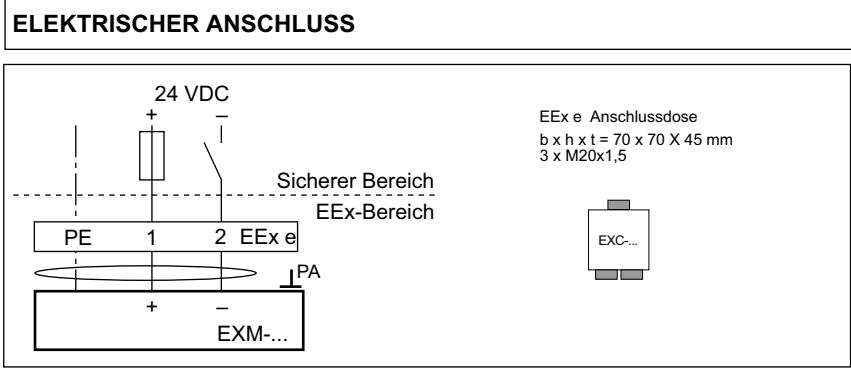 ELEKTRISCHER ANSCHLUSS
24 VDC
+ –
Sicherer Bereich
EEx-Bereich
PE 1 2 EEx e
PA
+ –
EXM-...
EEx e Anschlussdose
b x h x t = 70 x 70 X 45 mm
3 x M20x1,5
EXC-...